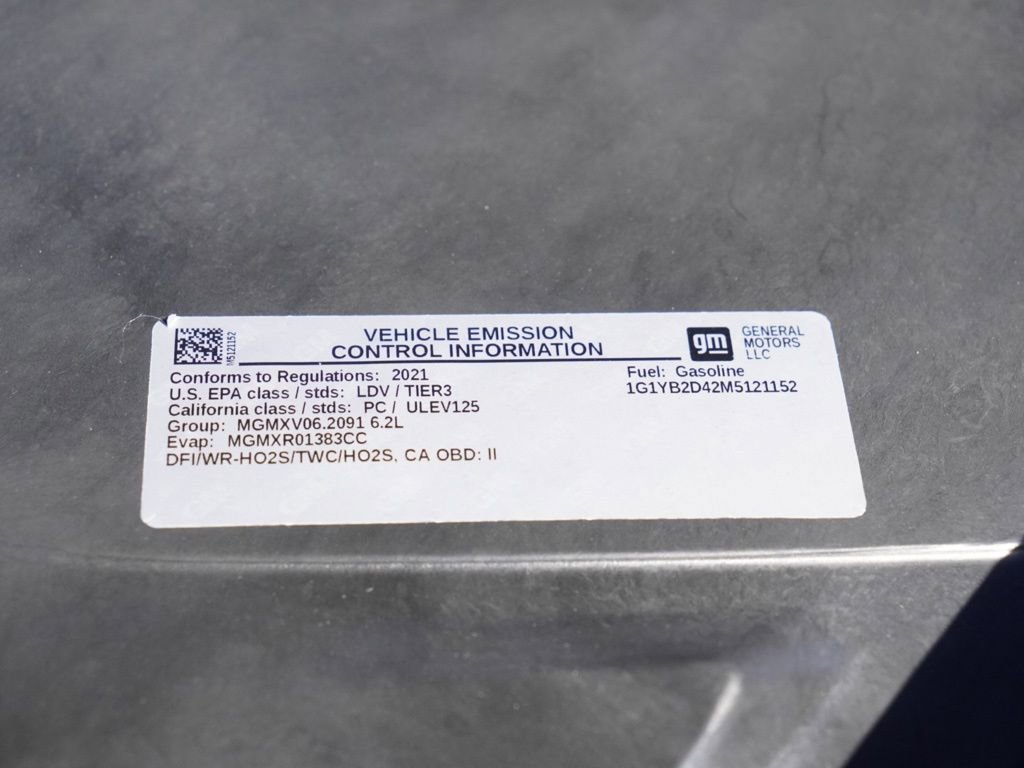 M5121152
VEHICLE EMISSION
CONTROL INFORMATION
gm
GENERAL
MOTORS
LLC
Conforms to Regulations: 2021
U.S. EPA class / stds: LDV / TIER3
California class / stds: PC / ULEV125
Group: MGMXV06.2091 6.2L
Evap: MGMXR01383CC
DFI/WR-HO2S/TWC/HO2S, CA OBD: II
Fuel: Gasoline
1G1YB2D42M5121152